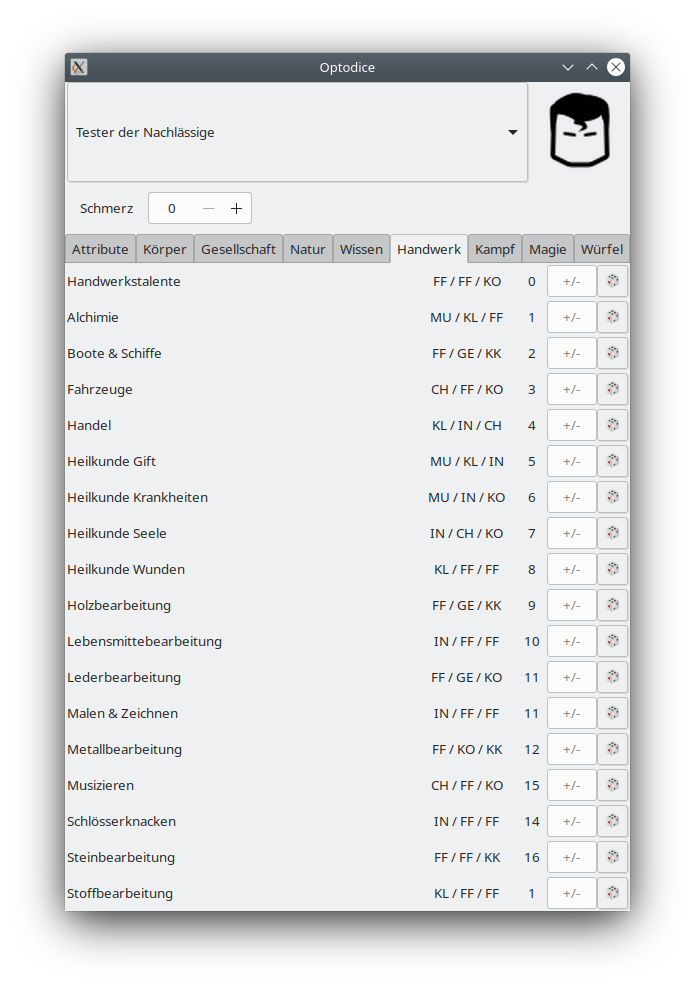 Optodice
Tester der Nachlässige
Schmerz 0 — +
Attribute Körper Gesellschaft Natur Wissen Handwerk Kampf Magie Würfel
Handwerkstalente FF / FF / KO 0 +/-
Alchimie MU / KL / FF 1 +/-
Boote & Schiffe FF / GE / KK 2 +/-
Fahrzeuge CH / FF / KO 3 +/-
Handel KL / IN / CH 4 +/-
Heilkunde Gift MU / KL / IN 5 +/-
Heilkunde Krankheiten MU / IN / KO 6 +/-
Heilkunde Seele IN / CH / KO 7 +/-
Heilkunde Wunden KL / FF / FF 8 +/-
Holzbearbeitung FF / GE / KK 9 +/-
Lebensmittebearbeitung IN / FF / FF 10 +/-
Lederbearbeitung FF / GE / KO 11 +/-
Malen & Zeichnen IN / FF / FF 11 +/-
Metallbearbeitung FF / KO / KK 12 +/-
Musizieren CH / FF / KO 15 +/-
Schlösserknacken IN / FF / FF 14 +/-
Steinbearbeitung FF / FF / KK 16 +/-
Stoffbearbeitung KL / FF / FF 1 +/-